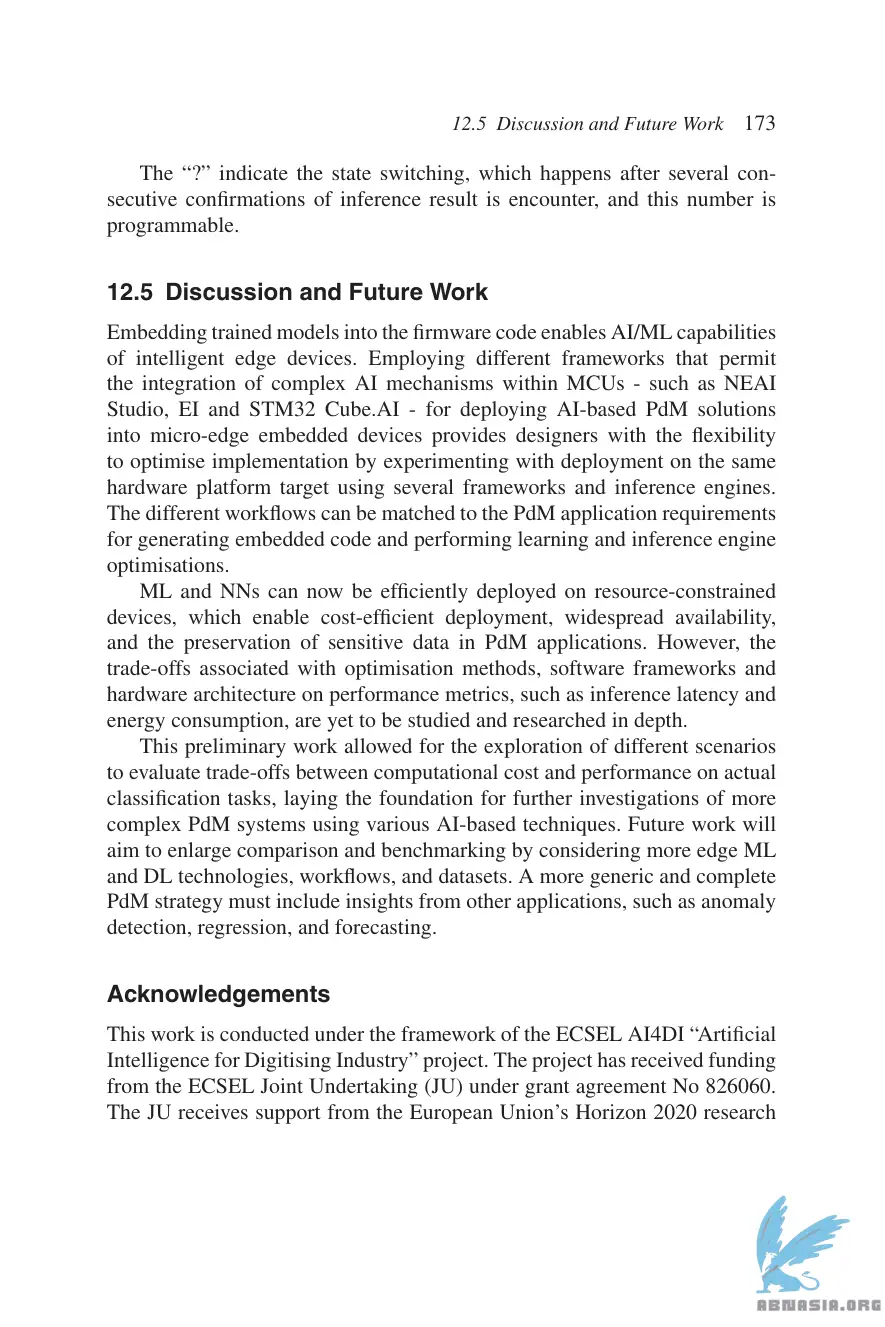 12.5 Discussion and Future Work 173
The “?” indicate the state switching, which happens after several con-
secutive confirmations of inference result is encounter, and this number is
programmable.
12.5 Discussion and Future Work
Embedding trained models into the firmware code enables AI/ML capabilities
of intelligent edge devices. Employing different frameworks that permit
the integration of complex AI mechanisms within MCUs - such as NEAI
Studio, EI and STM32 Cube.AI - for deploying AI-based PdM solutions
into micro-edge embedded devices provides designers with the flexibility
to optimise implementation by experimenting with deployment on the same
hardware platform target using several frameworks and inference engines.
The different workflows can be matched to the PdM application requirements
for generating embedded code and performing learning and inference engine
optimisations.
ML and NNs can now be efficiently deployed on resource-constrained
devices, which enable cost-efficient deployment, widespread availability,
and the preservation of sensitive data in PdM applications. However, the
trade-offs associated with optimisation methods, software frameworks and
hardware architecture on performance metrics, such as inference latency and
energy consumption, are yet to be studied and researched in depth.
This preliminary work allowed for the exploration of different scenarios
to evaluate trade-offs between computational cost and performance on actual
classification tasks, laying the foundation for further investigations of more
complex PdM systems using various AI-based techniques. Future work will
aim to enlarge comparison and benchmarking by considering more edge ML
and DL technologies, workflows, and datasets. A more generic and complete
PdM strategy must include insights from other applications, such as anomaly
detection, regression, and forecasting.
Acknowledgements
This work is conducted under the framework of the ECSEL AI4DI “Artificial
Intelligence for Digitising Industry” project. The project has received funding
from the ECSEL Joint Undertaking (JU) under grant agreement No 826060.
The JU receives support from the European Union’s Horizon 2020 research
ABNASIA.ORG